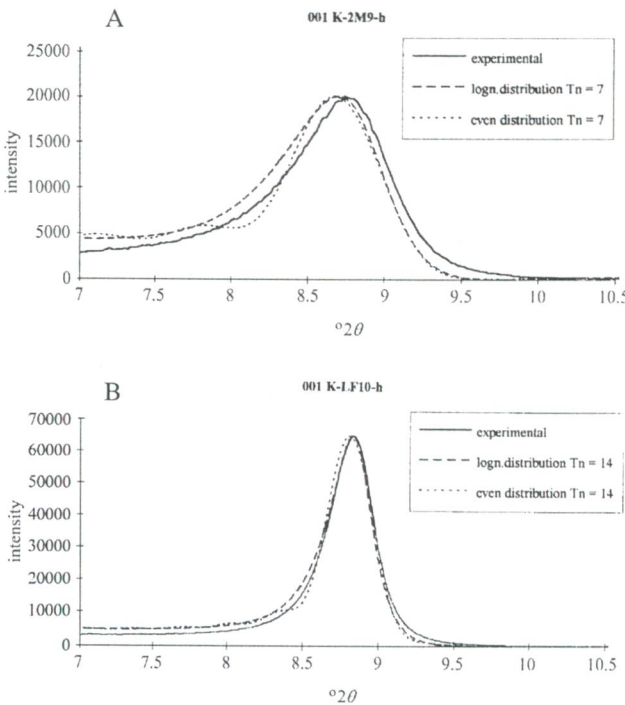 A
001 K-2M9-h
experimental
logn.distribution Tn = 7
even distribution Tn = 7
25000
20000
15000
10000
5000
0
intensity
7 7.5 8 8.5 9 9.5 10 10.5
°2θ
B
001 K-LF10-h
experimental
logn.distribution Tn = 14
even distribution Tn = 14
70000
60000
50000
40000
30000
20000
10000
0
intensity
7 7.5 8 8.5 9 9.5 10 10.5
°2θ